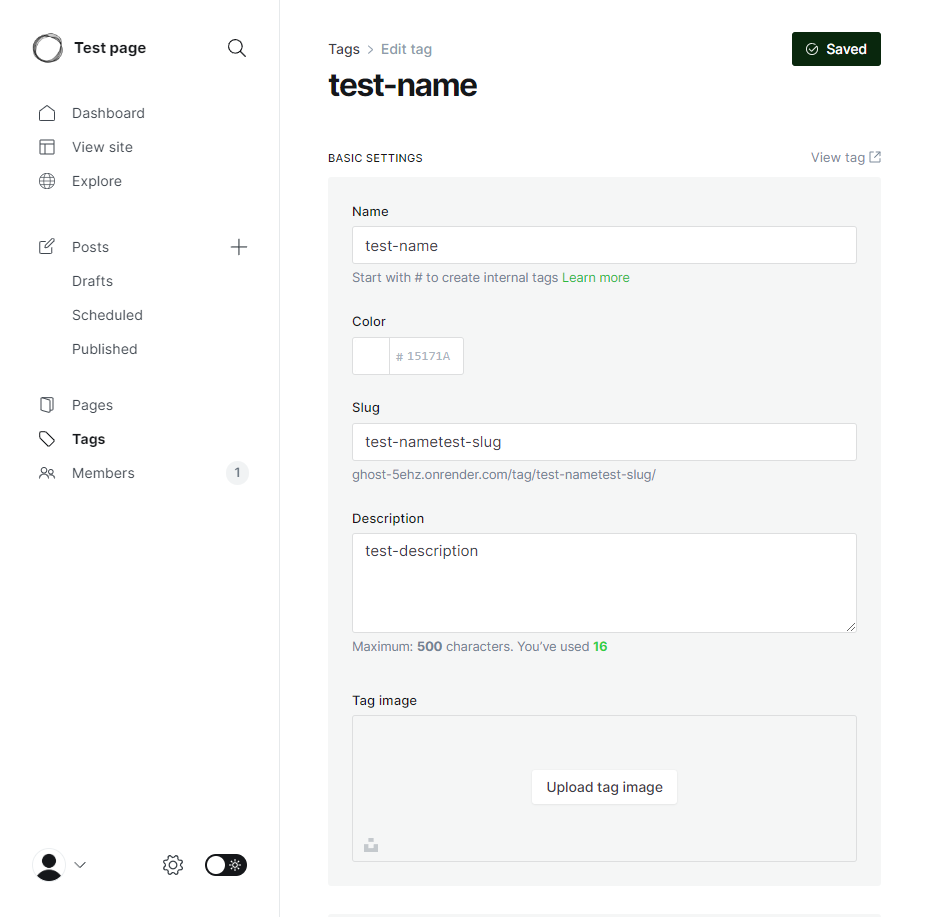 Test page
Dashboard
View site
Explore
Posts
Drafts
Scheduled
Published
Pages
Tags
Members 1
Tags > Edit tag
Saved
test-name
BASIC SETTINGS
View tag
Name
test-name
Start with # to create internal tags Learn more
Color
# 15171A
Slug
test-nametest-slug
ghost-5ehz.onrender.com/tag/test-nametest-slug/
Description
test-description
Maximum: 500 characters. You’ve used 16
Tag image
Upload tag image